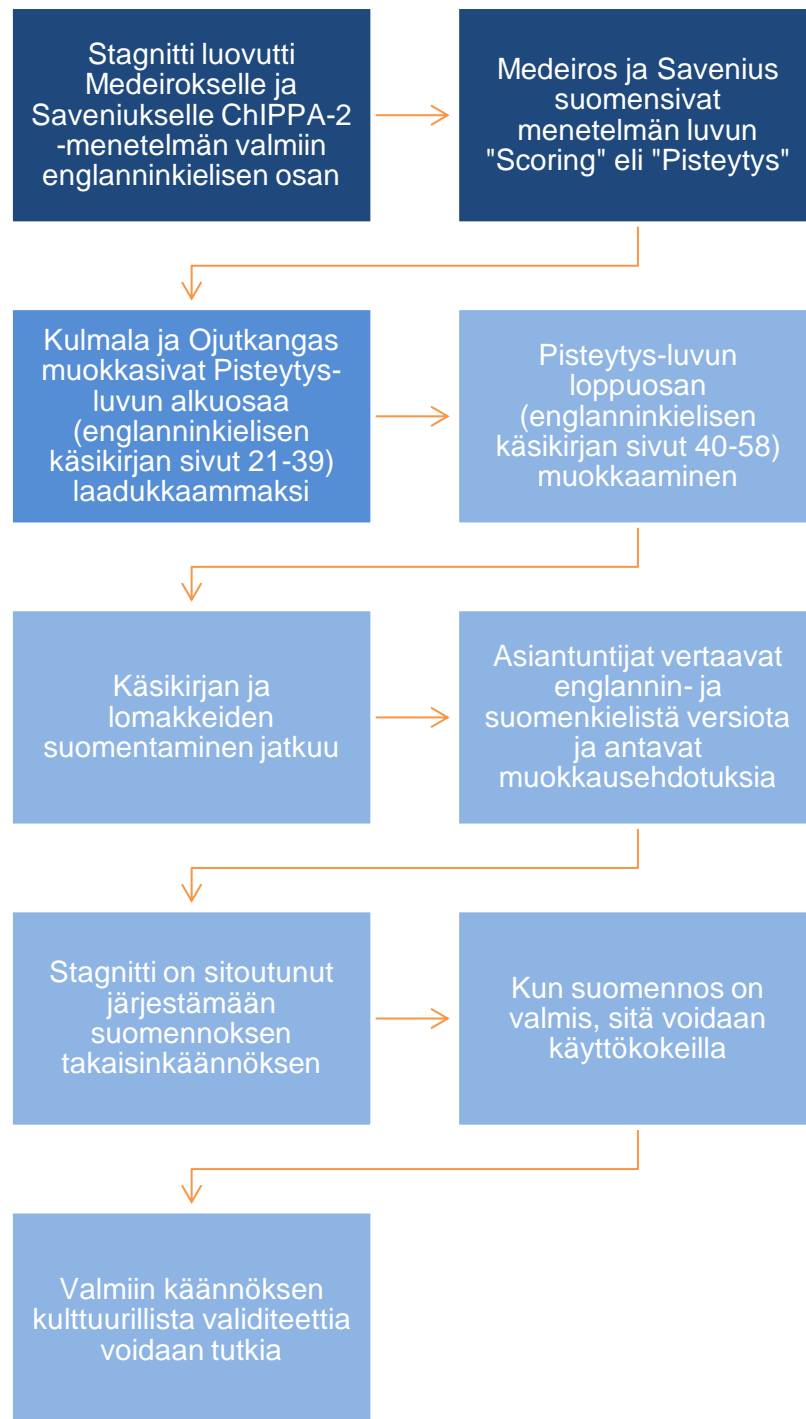 Stagnitti luovutti
Medeirokselle ja
Saveniukselle ChIPPA-2
-menetelmän valmiin
englanninkielisen osan
Medeiros ja Savenius
suomensivat
menetelmän luvun
"Scoring" eli "Pisteytys"
Kulmala ja Ojutkangas
muokkasivat Pisteytys-
luvun alkuosaa
(englanninkielisen
käsikirjan sivut 21-39)
laadukkaammaksi
Pisteytys-luvun
loppuosan
(englanninkielisen
käsikirjan sivut 40-58)
muokkaaminen
Käsikirjan ja
lomakkeiden
suomentaminen jatkuu
Asiantuntijat vertaavat
englannin- ja
suomenkielistä versiota
ja antavat
muokkausehdotuksia
Stagnitti on sitoutunut
järjestämään
suomennoksen
takaisinkäännöksen
Kun suomennos on
valmis, sitä voidaan
käyttökokeilla
Valmiin käännöksen
kulttuurillista validiteettia
voidaan tutkia